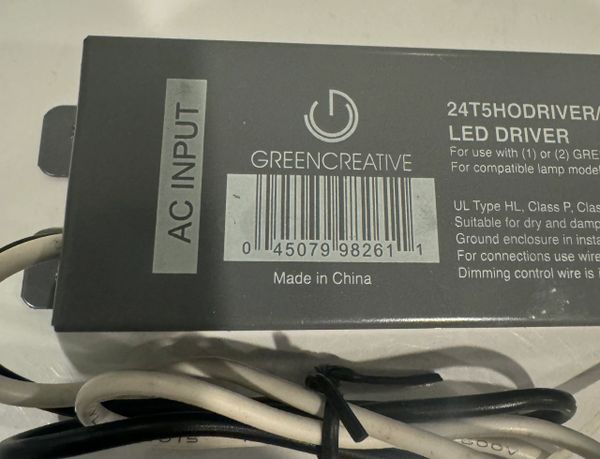 AC INPUT
GREENCREATIVE
0 45079 98261 1
Made in China
24T5HODRIVER/
LED DRIVER
For use with (1) or (2) GRE
For compatible lamp mode
UL Type HL, Class P, Clas
Suitable for dry and damp
Ground enclosure in insta
For connections use wire
Dimming control wire is
600V